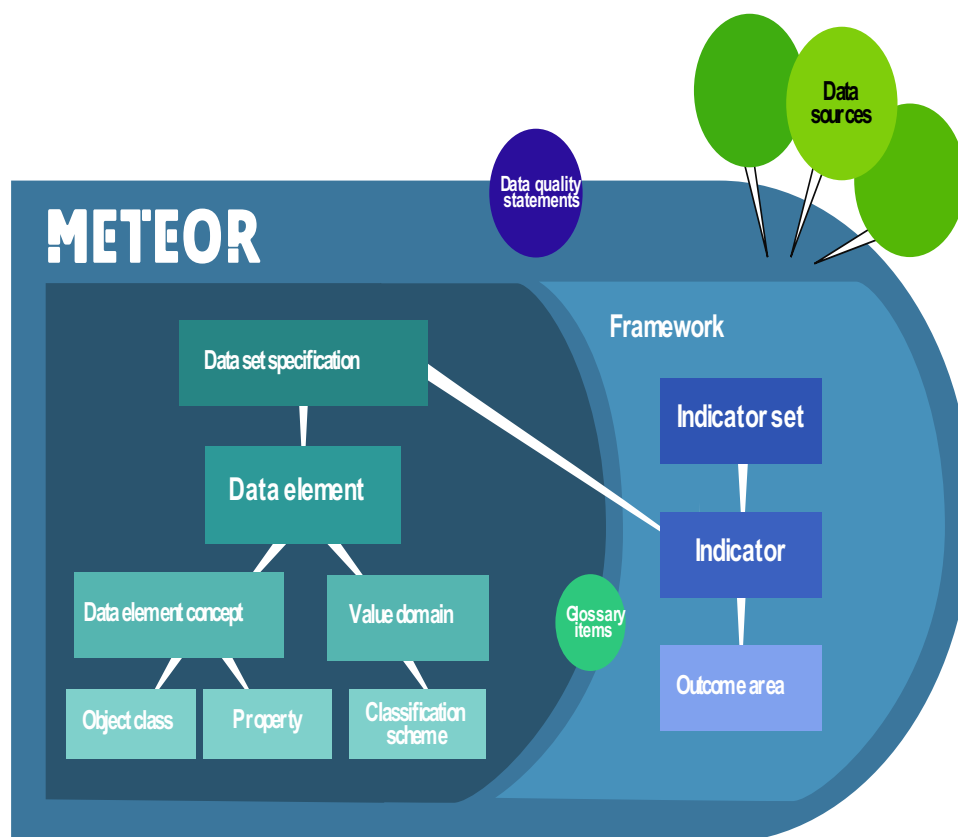 Data
sources
Data quality
statements
METEOR
Framework
Data set specification
Indicator set
Data element
Indicator
Data element concept
Value domain
Glossary
items
Outcome area
Object class
Property
Classification
scheme